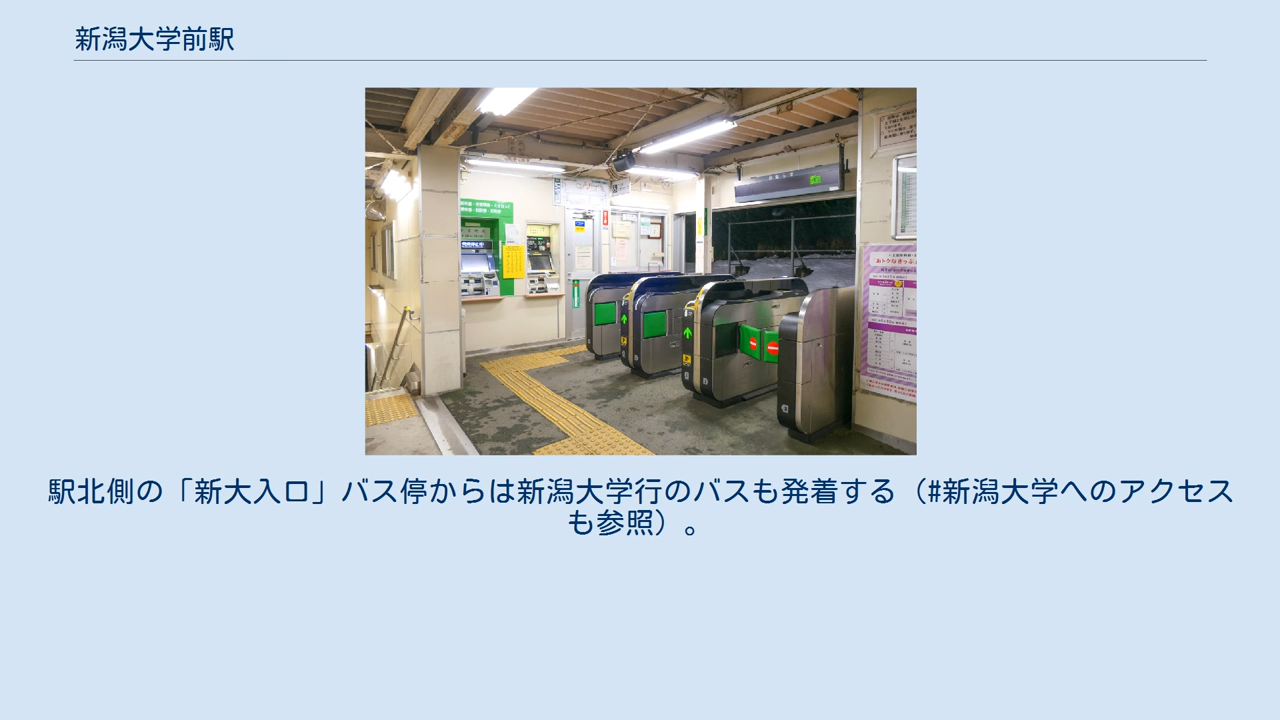 新潟大学前駅
駅北側の「新大入口」バス停からは新潟大学行のバスも発着する（#新潟大学へのアクセス
も参照）。